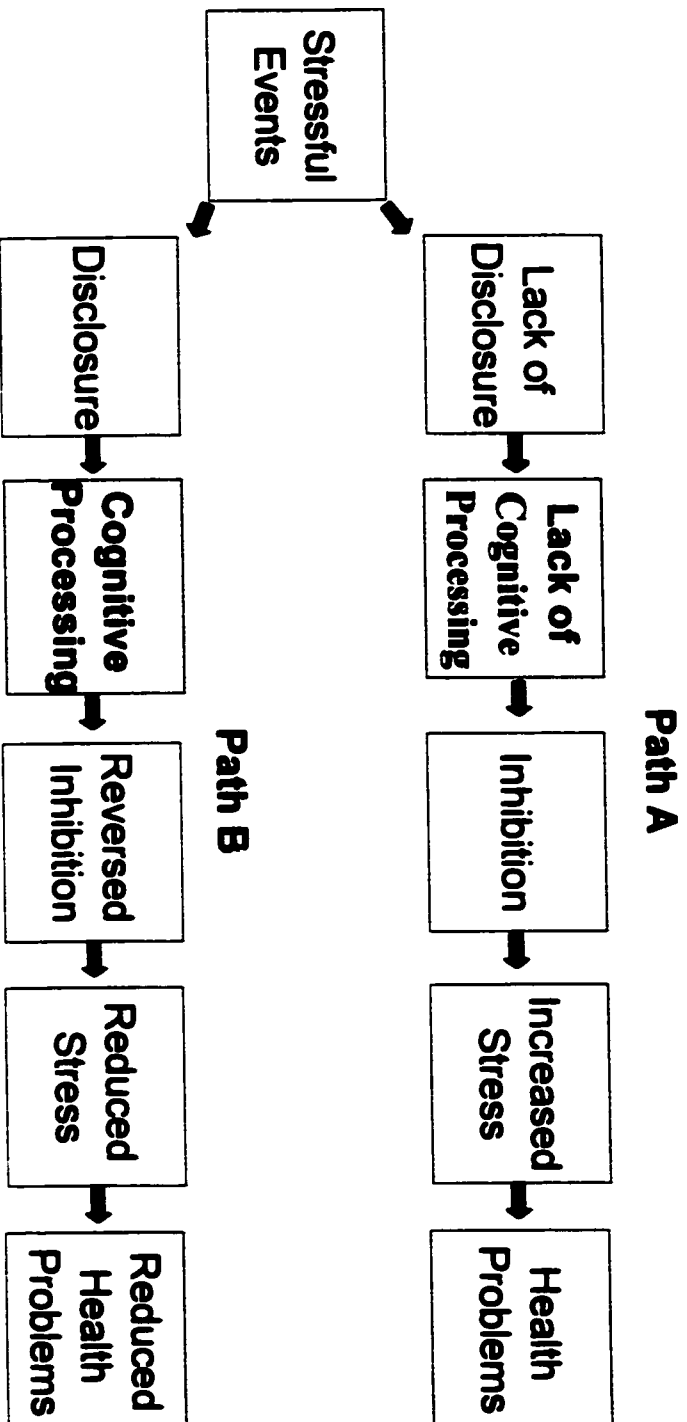 Path A
Lack of
Disclosure
Lack of
Cognitive
Processing
Inhibition
Increased
Stress
Health
Problems
Stressful
Events
Path B
Disclosure
Cognitive
Processing
Reversed
Inhibition
Reduced
Stress
Reduced
Health
Problems